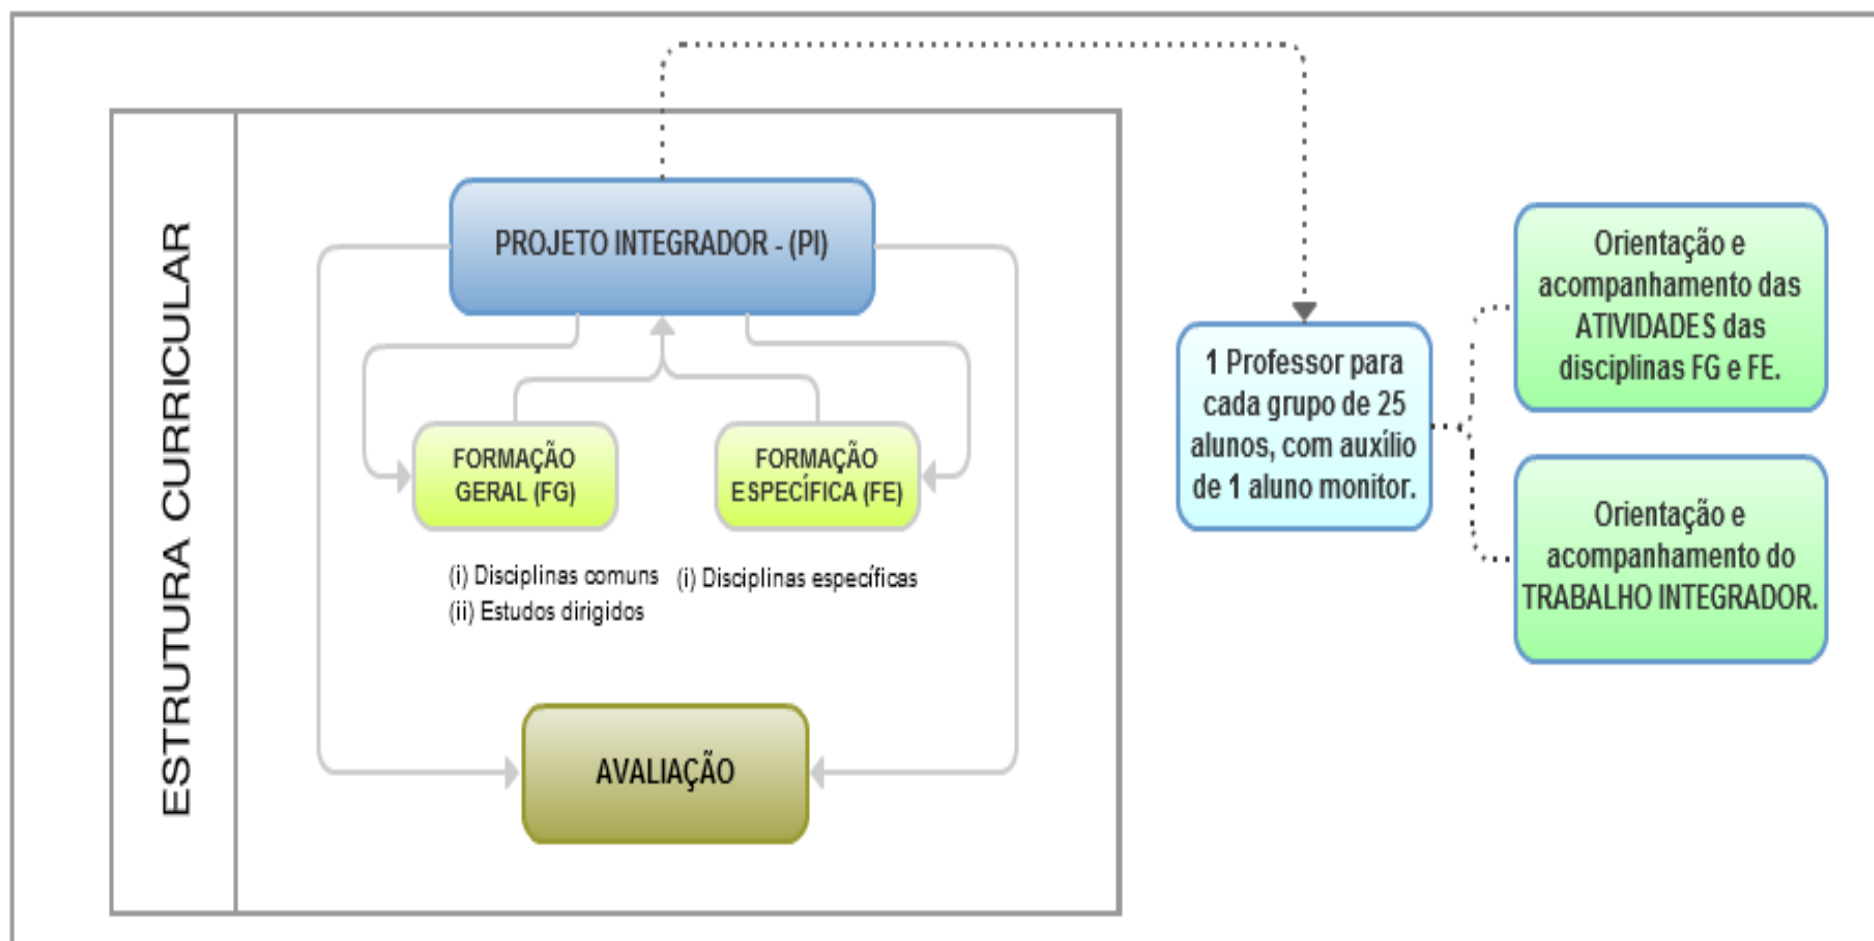 ESTRUTURA CURRICULAR
PROJETO INTEGRADOR - (PI)
FORMAÇÃO
GERAL (FG)
FORMAÇÃO
ESPECÍFICA (FE)
(i) Disciplinas comuns
(ii) Estudos dirigidos
(i) Disciplinas específicas
AVALIAÇÃO
1 Professor para
cada grupo de 25
alunos, com auxílio
de 1 aluno monitor.
Orientação e
acompanhamento das
ATIVIDADES das
disciplinas FG e FE.
Orientação e
acompanhamento do
TRABALHO INTEGRADOR.